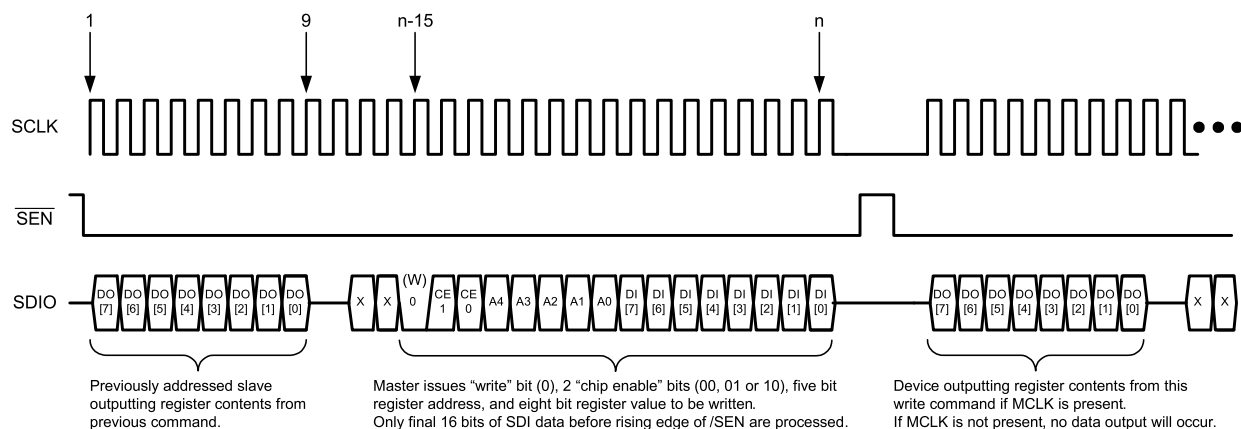 1 9 n-15 n
SCLK
SEN
(W)
SDIO DO [7] DO [6] DO [5] DO [4] DO [3] DO [2] DO [1] DO [0] X X 0 CE 1 CE 0 A4 A3 A2 A1 A0 DI [7] DI [6] DI [5] DI [4] DI [3] DI [2] DI [1] DI [0] DO [7] DO [6] DO [5] DO [4] DO [3] DO [2] DO [1] DO [0] X X
Previously addressed slave
outputting register contents from
previous command.
Master issues “write” bit (0), 2 “chip enable” bits (00, 01 or 10), five bit
register address, and eight bit register value to be written.
Only final 16 bits of SDI data before rising edge of /SEN are processed.
Device outputting register contents from this
write command if MCLK is present.
If MCLK is not present, no data output will occur.